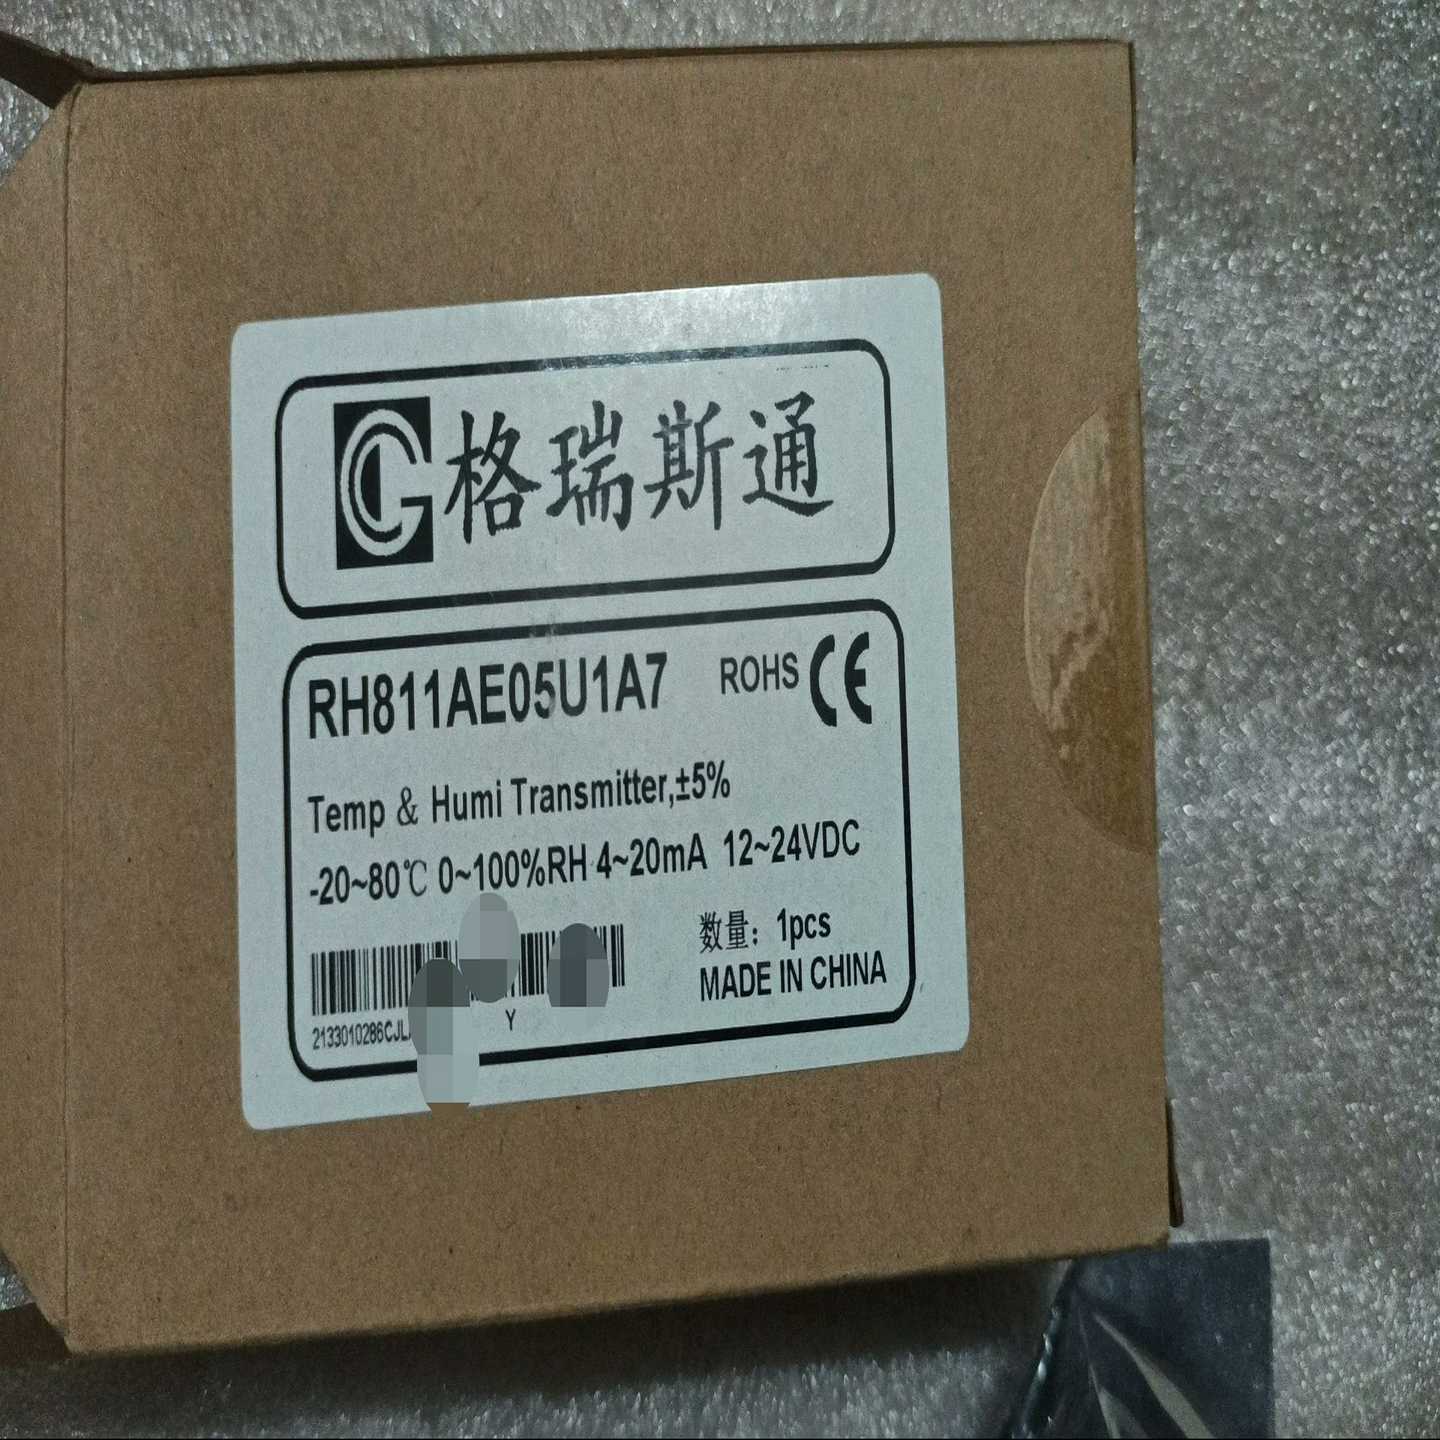 格瑞斯通
RH811AE05U1A7 ROHS CE
Temp & Humi Transmitter,±5%
-20~80℃ 0~100%RH 4~20mA 12~24VDC
数量：1pcs
MADE IN CHINA
2133010286CJL Y